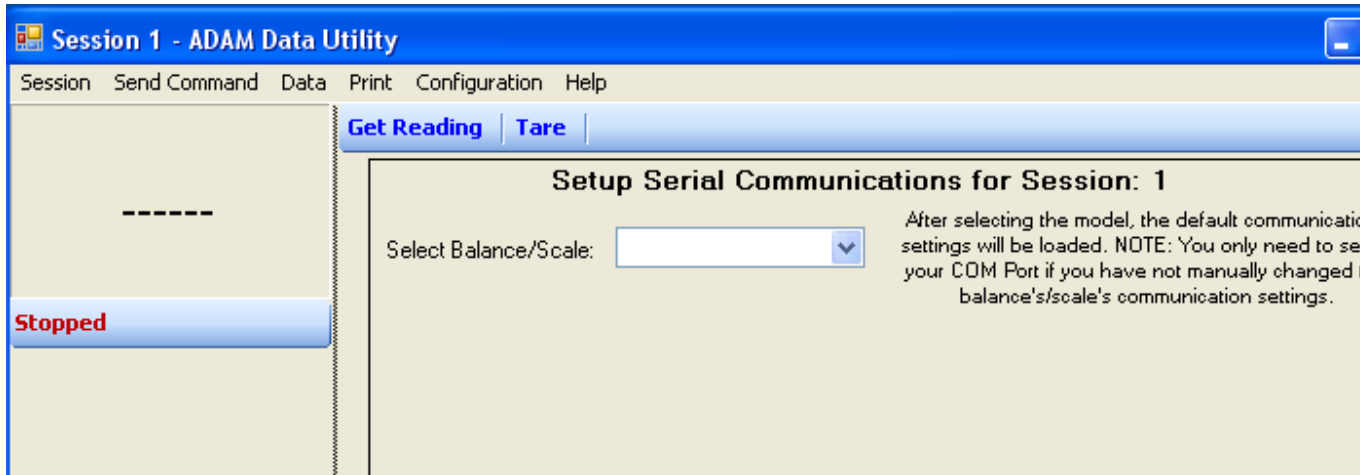 Session 1 - ADAM Data Utility
Session Send Command Data Print Configuration Help
Get Reading Tare
------
Stopped
Setup Serial Communications for Session: 1
Select Balance/Scale:
After selecting the model, the default
settings will be loaded. NOTE: You only need to
your COM Port if you have not manually changed
balance's/scale's communication settings.